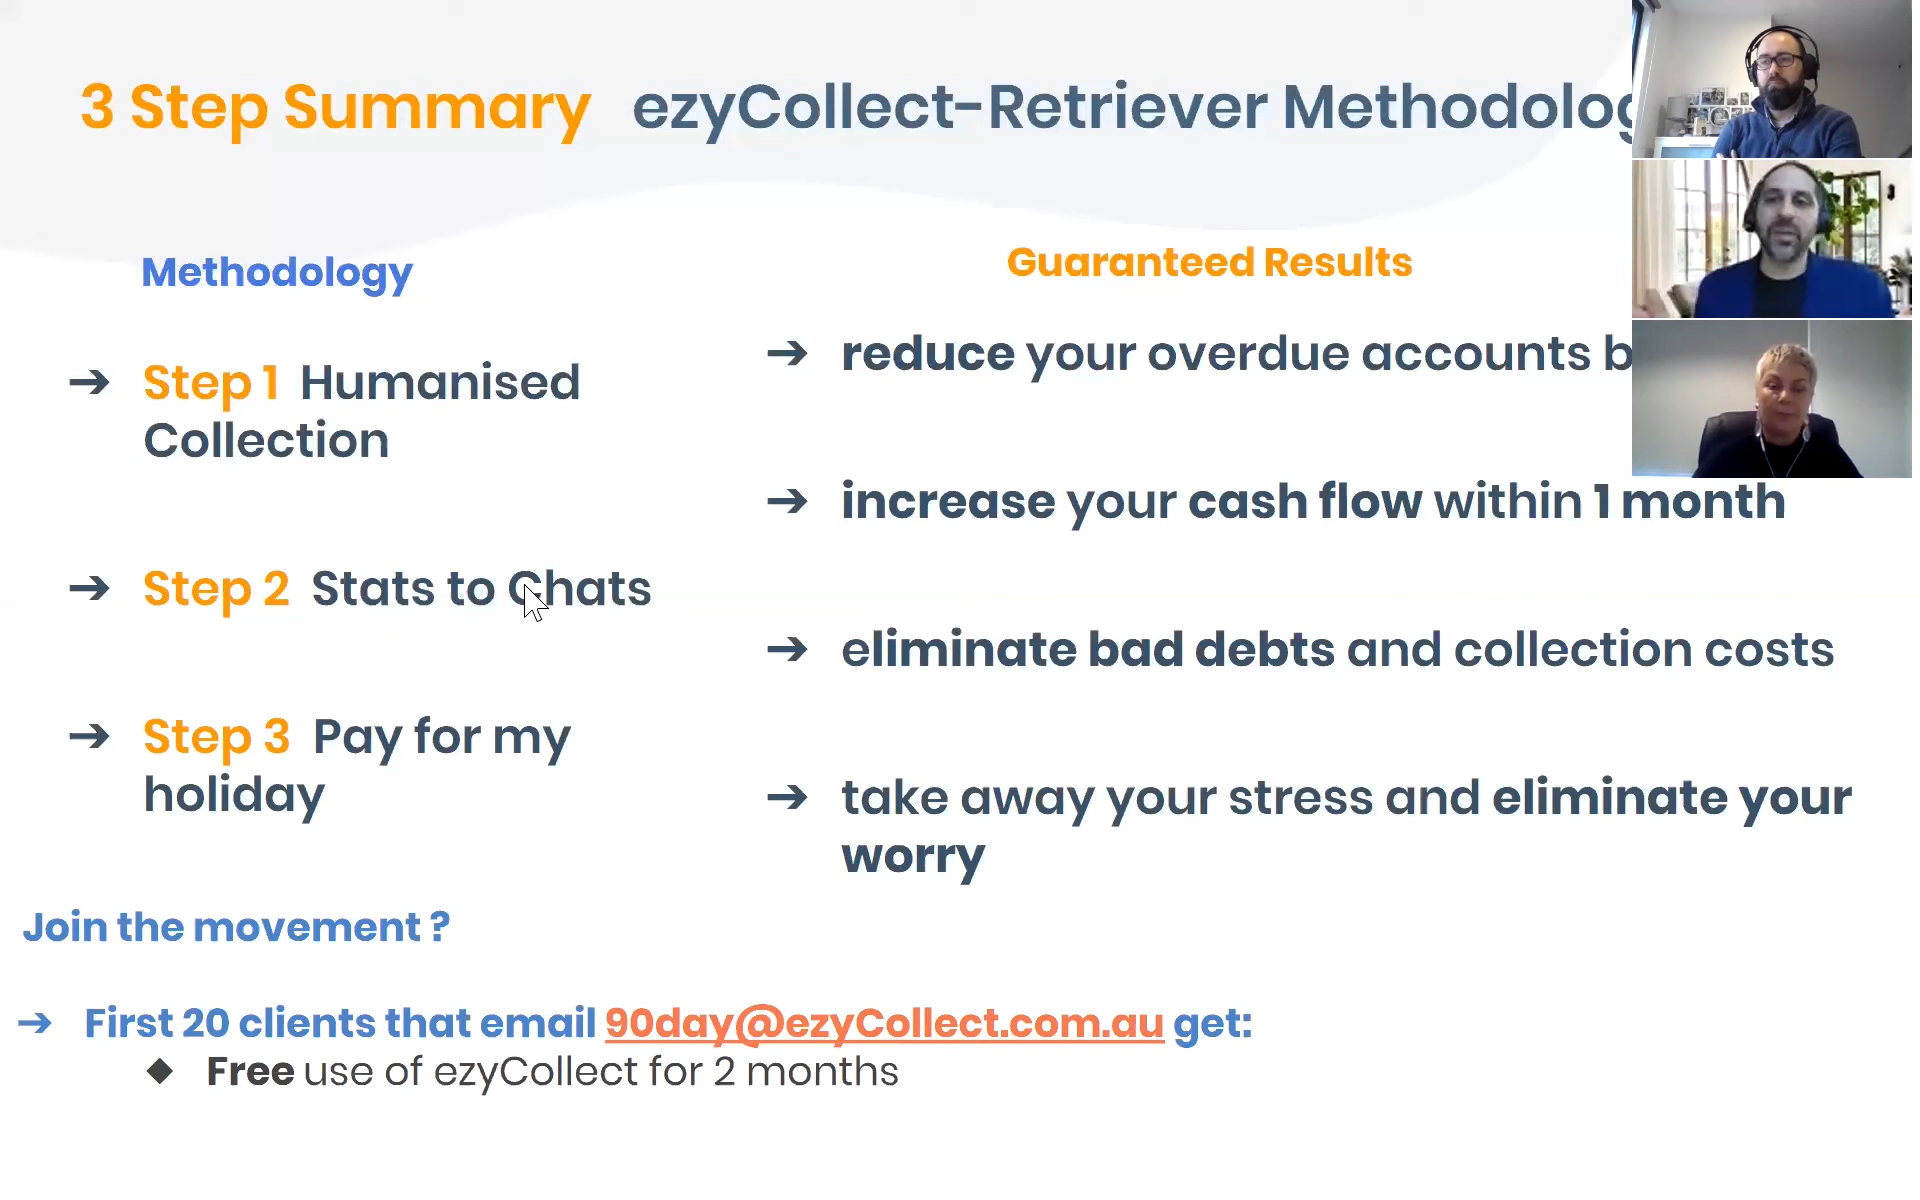 3 Step Summary ezyCollect-Retriever
Methodology
Step 1 Humanised
Collection
Step 2 Stats to Chats
Step 3 Pay for my
holiday
Guaranteed Results
reduce your overdue accounts
increase your cash flow within 1 month
eliminate bad debts and collection costs
take away your stress and eliminate your
worry
Join the movement ?
First 20 clients that email 90day@ezyCollect.com.au get:
Free use of ezyCollect for 2 months